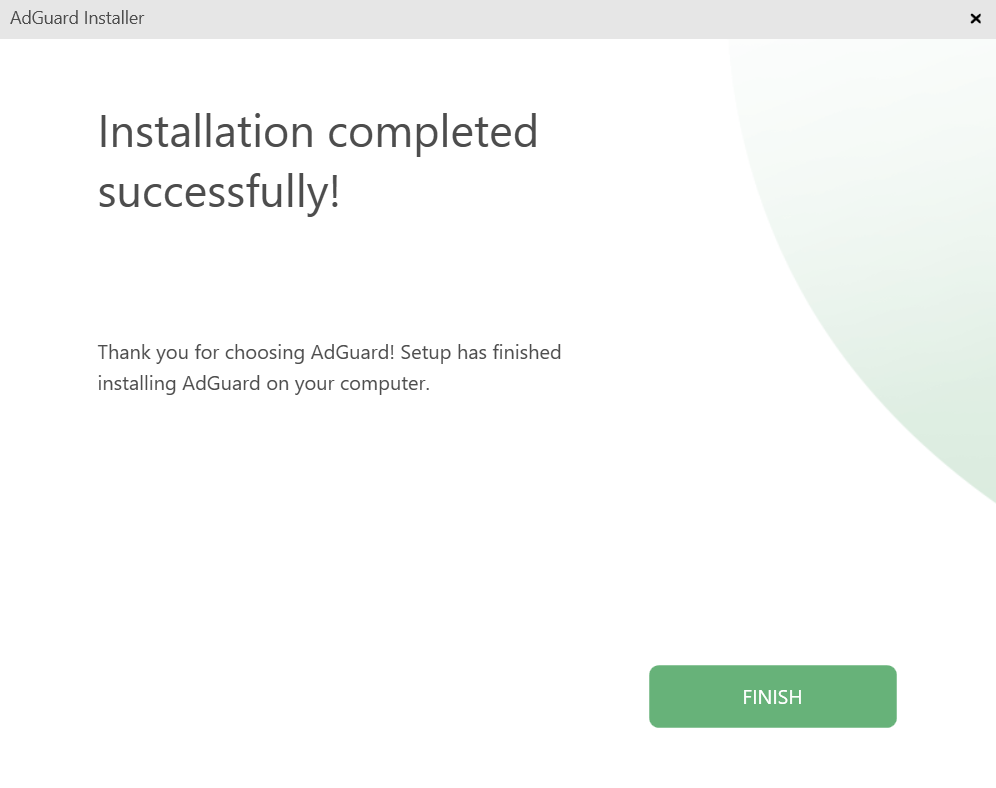 AdGuard Installer
Installation completed
successfully!
Thank you for choosing AdGuard! Setup has finished
installing AdGuard on your computer.
FINISH